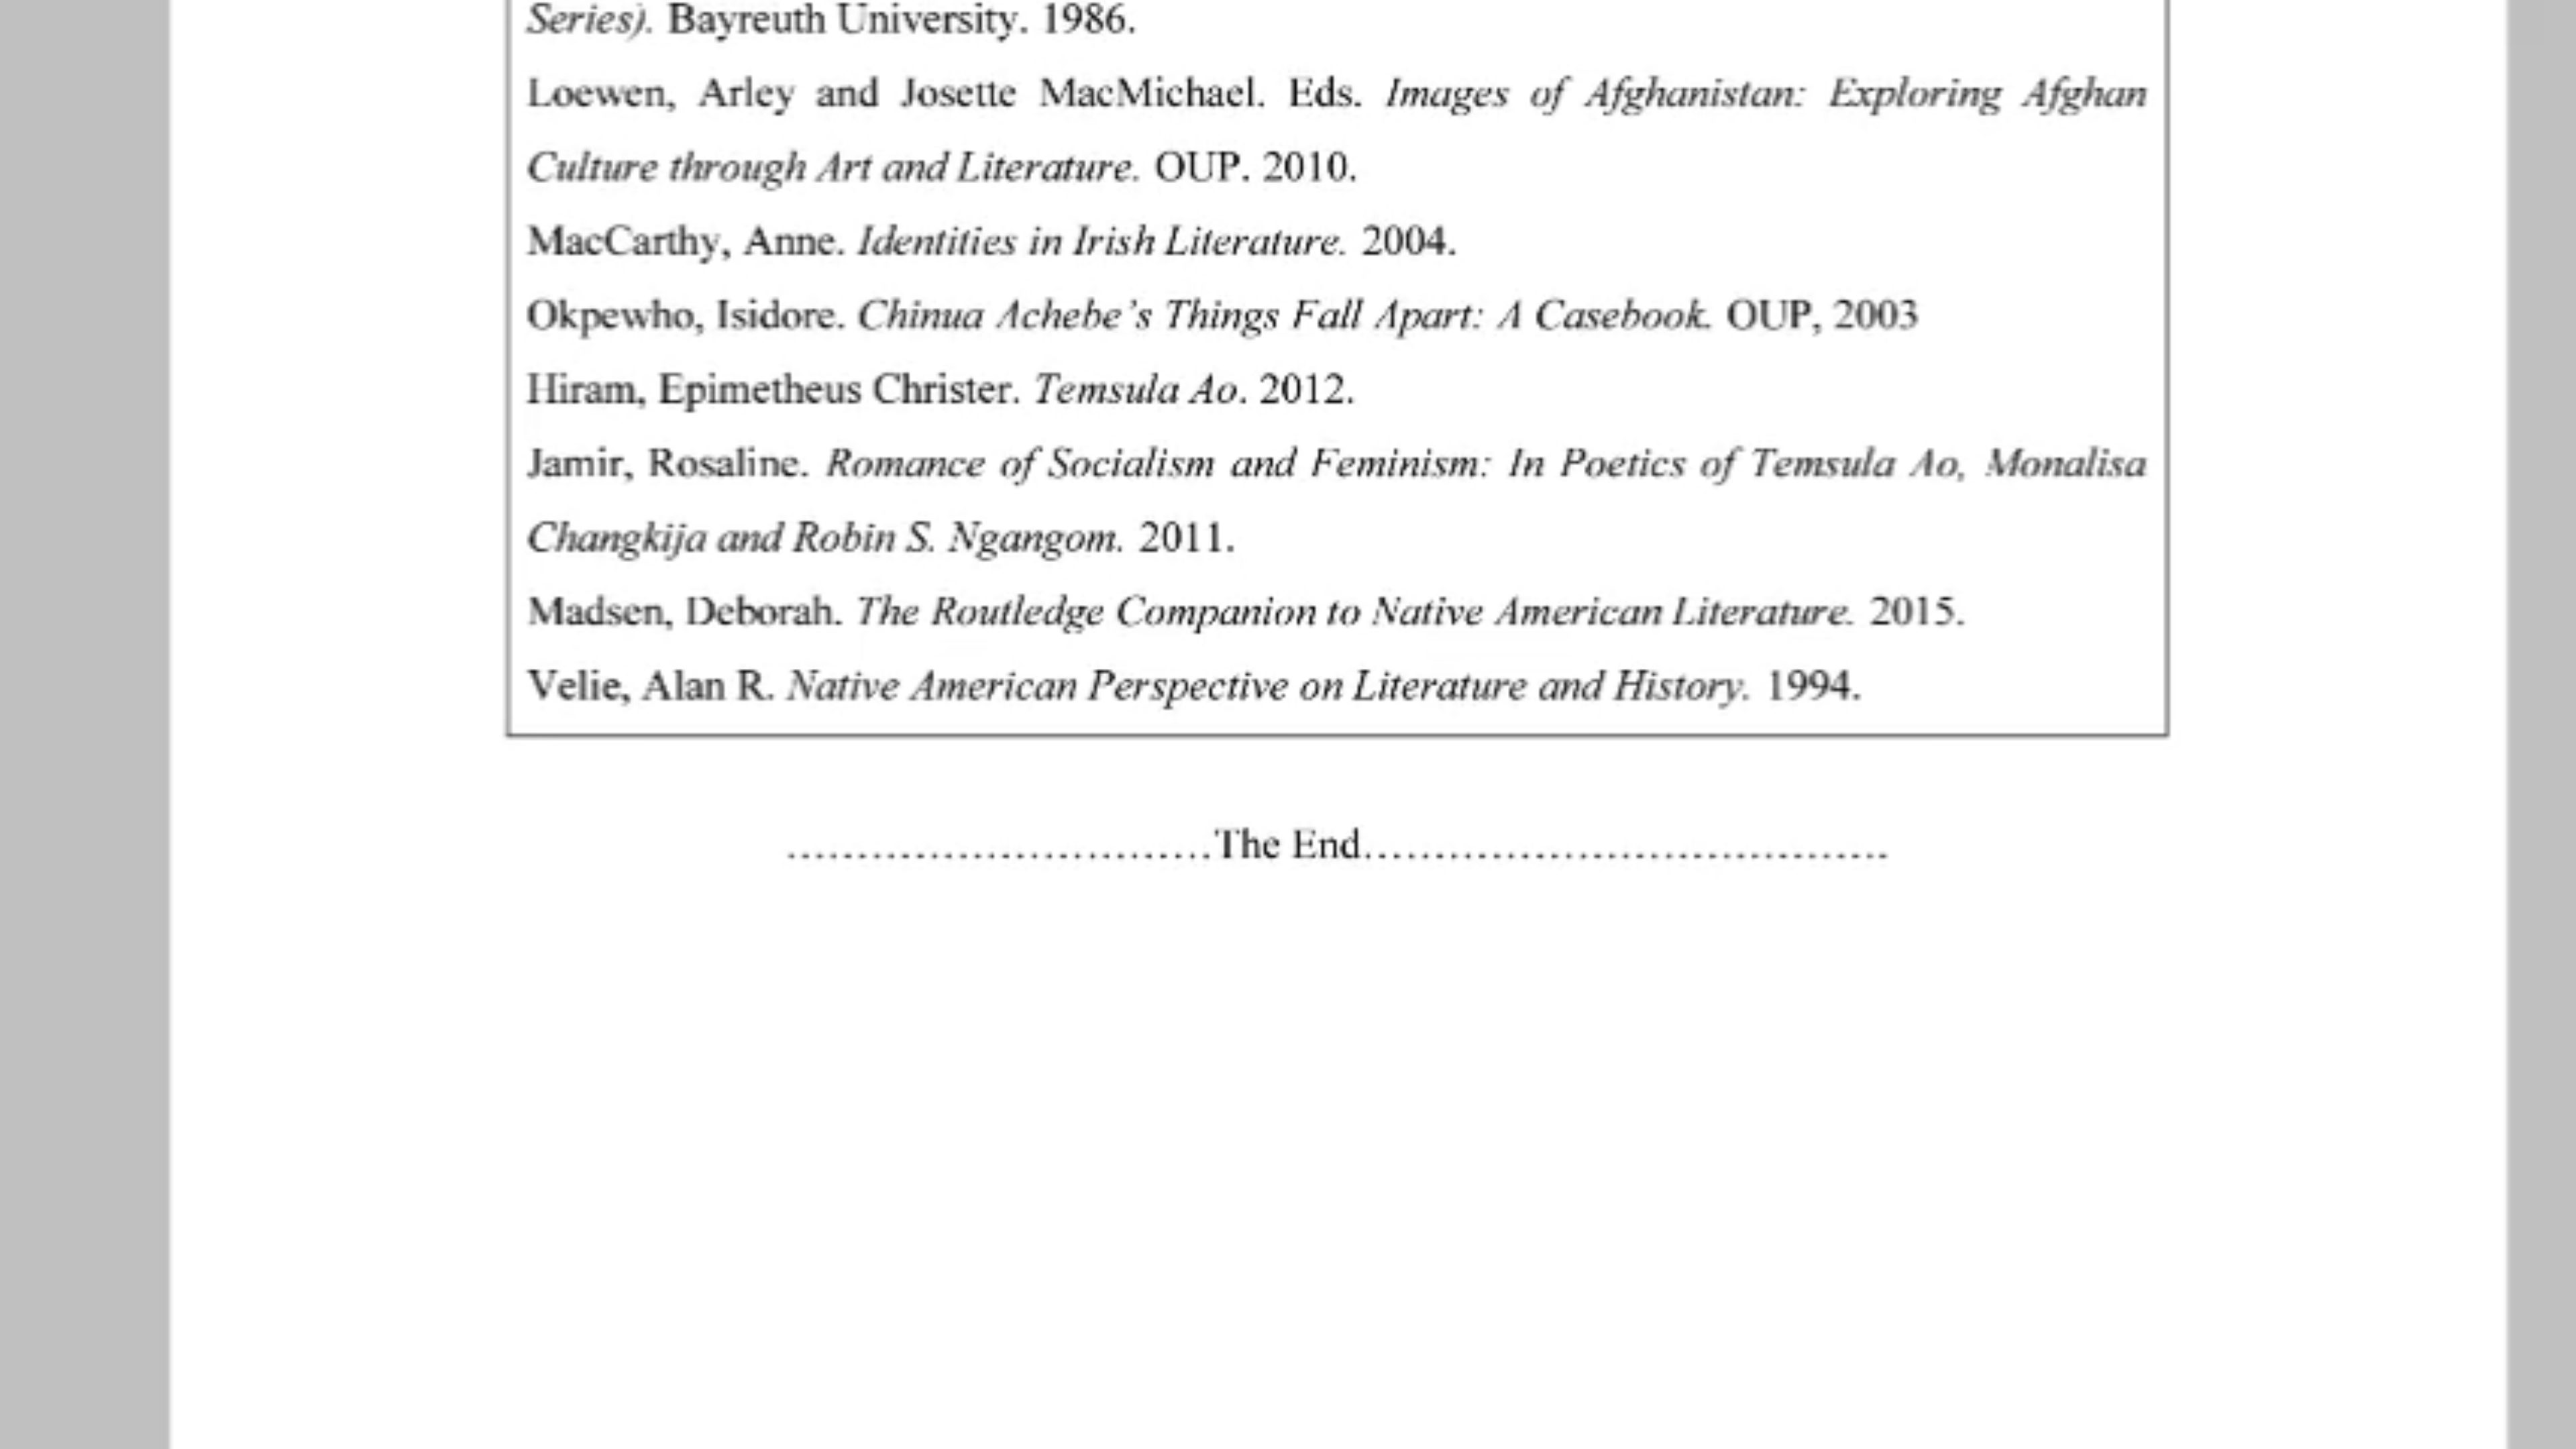 Series). Bayreuth University. 1986.
Loewen, Arley and Josette MacMichael. Eds. Images of Afghanistan: Exploring Afghan
Culture through Art and Literature. OUP. 2010.
MacCarthy, Anne. Identities in Irish Literature. 2004.
Okpewho, Isidore. Chinua Achebe’s Things Fall Apart: A Casebook. OUP, 2003
Hiram, Epimetheus Christer. Temsula Ao. 2012.
Jamir, Rosaline. Romance of Socialism and Feminism: In Poetics of Temsula Ao, Monalisa
Changkija and Robin S. Ngangom. 2011.
Madsen, Deborah. The Routledge Companion to Native American Literature. 2015.
Velie, Alan R. Native American Perspective on Literature and History. 1994.
..............................The End.....................................